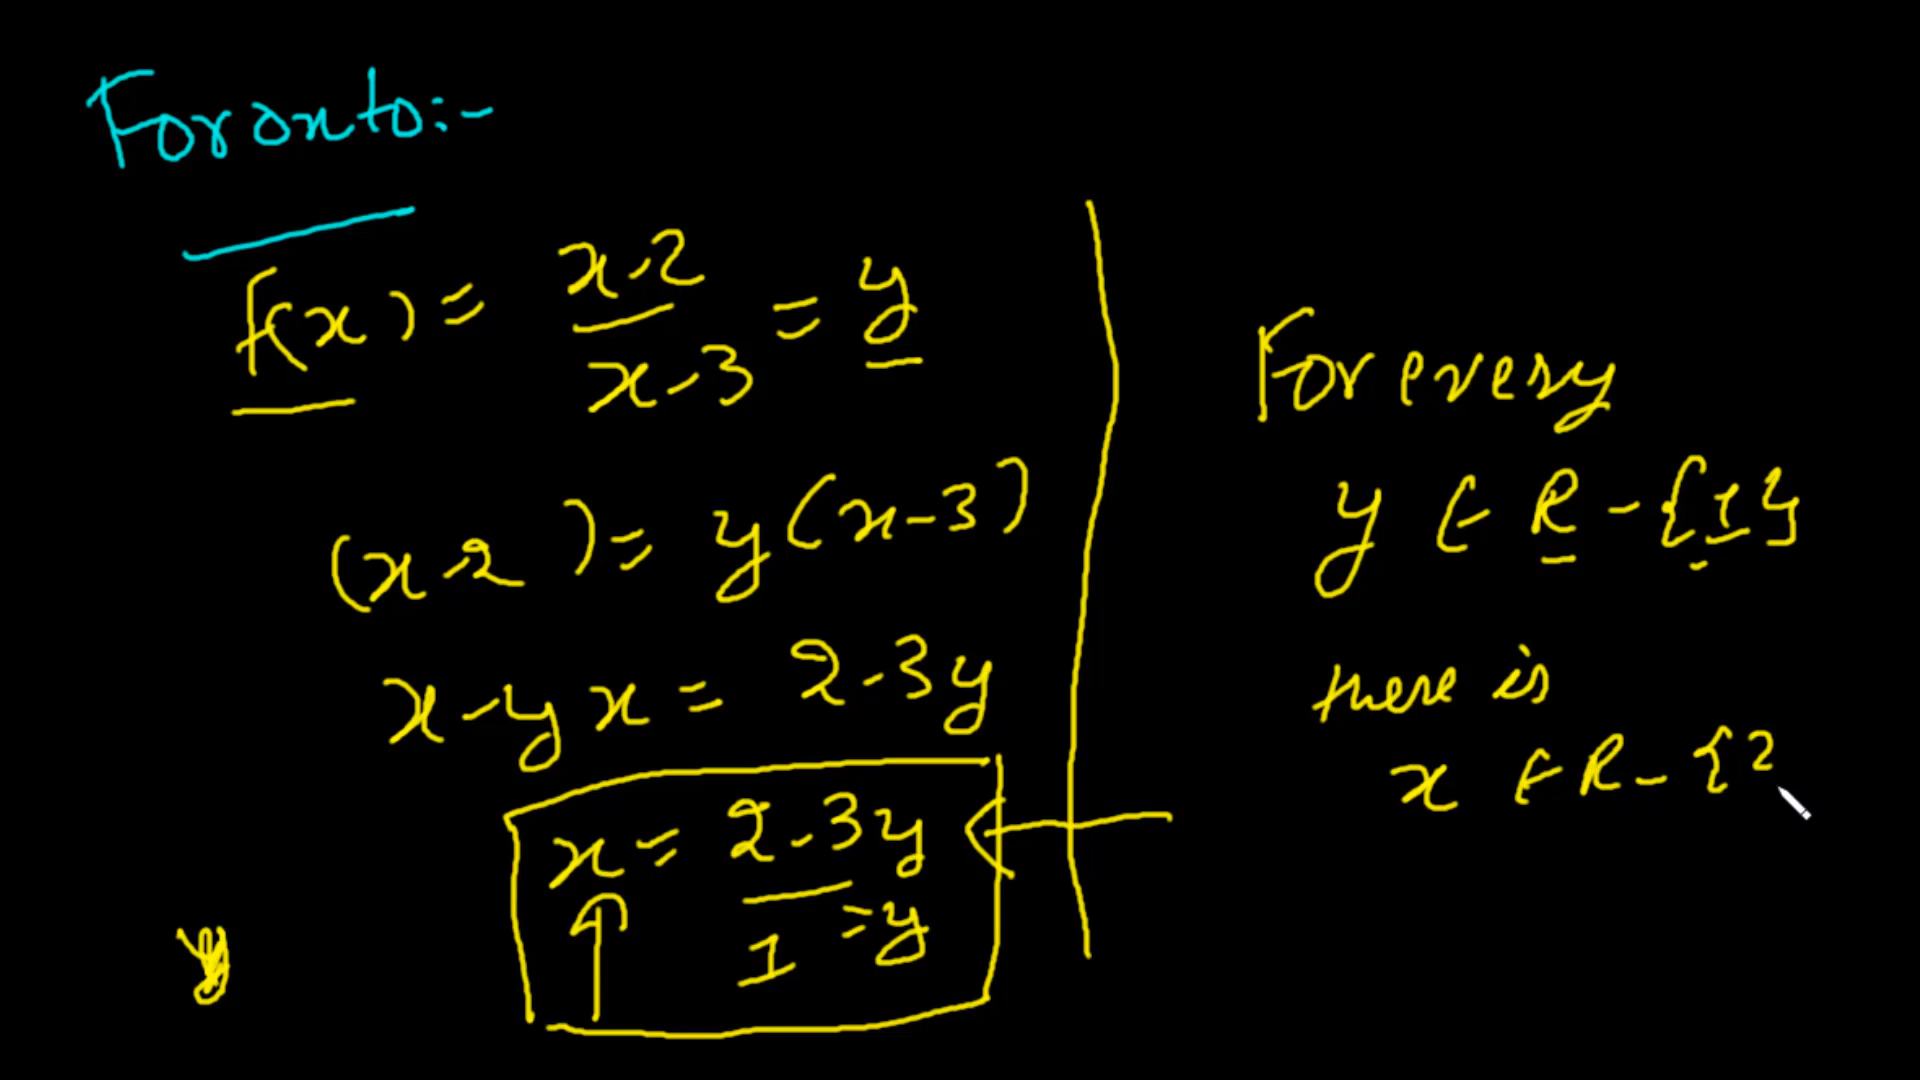 For onto:-
f(x) = x-2 / x-3 = y
(x-2) = y(x-3)
x-yx = 2-3y
x = 2-3y / 1-y
y
For every
y ∈ R - {1}
there is
x ∈ R - {2